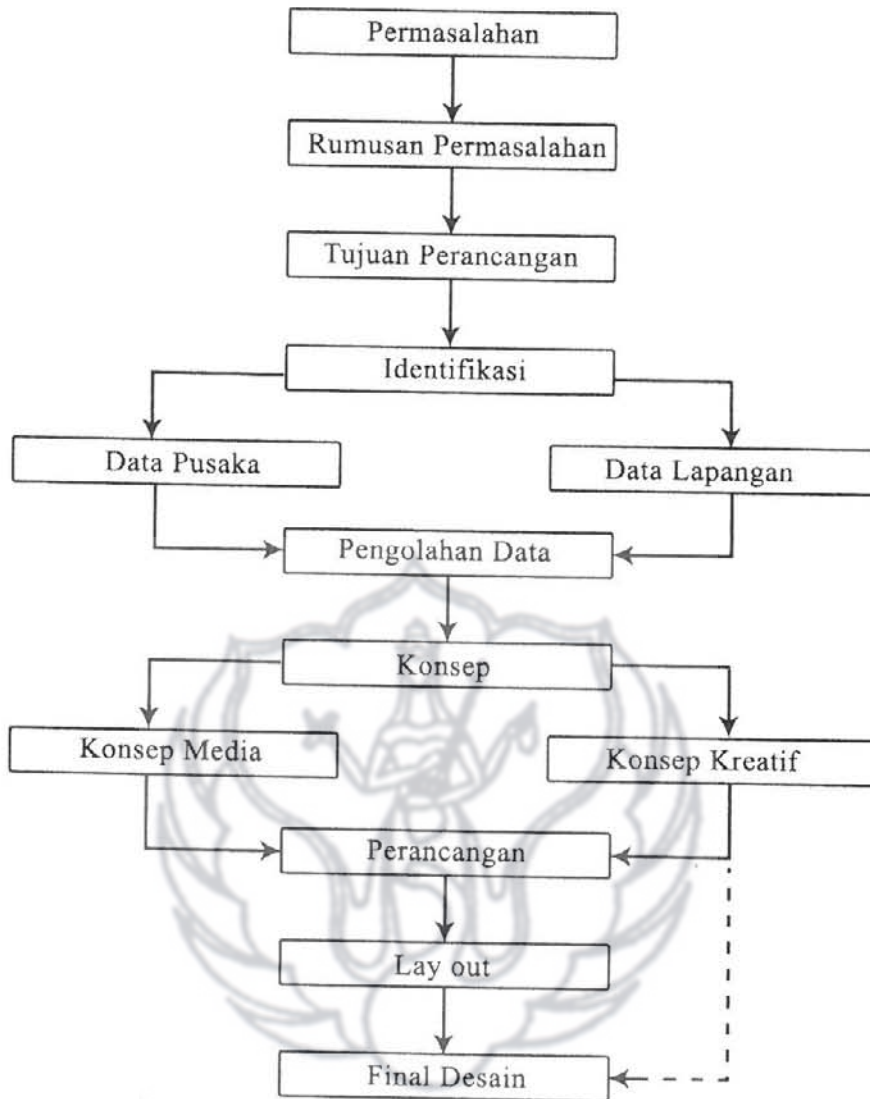 Permasalahan
Rumusan Permasalahan
Tujuan Perancangan
Identifikasi
Data Pusaka
Data Lapangan
Pengolahan Data
Konsep
Konsep Media
Konsep Kreatif
Perancangan
Lay out
Final Desain